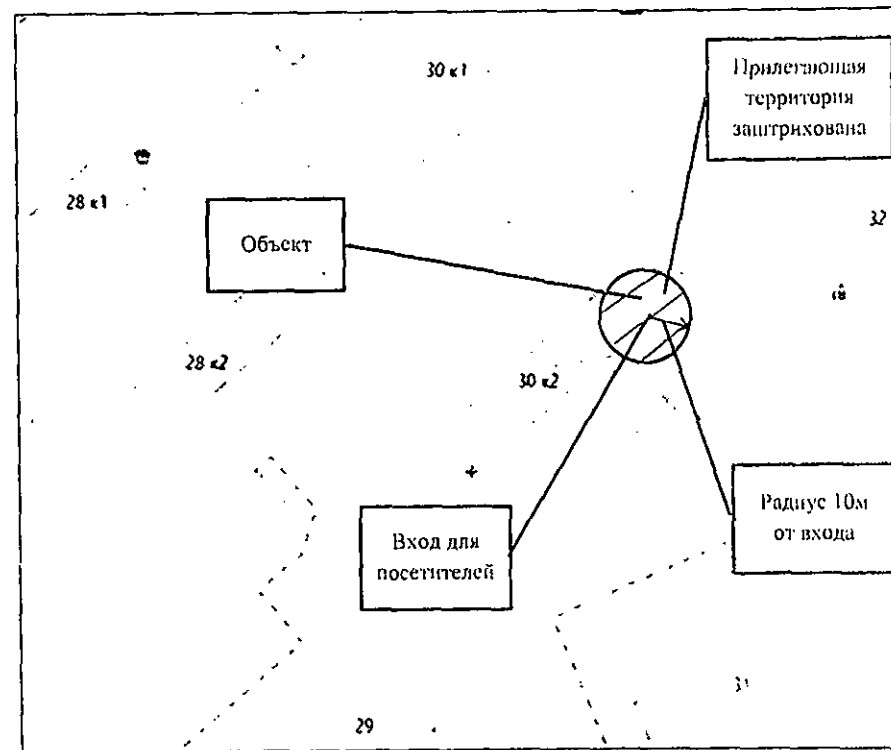 30 к1
Прилегающая
территория
заштрихована
28 к1
Объект
32
28 к2
30 к2
Вход для
посетителей
Радиус 10м
от входа
31
29